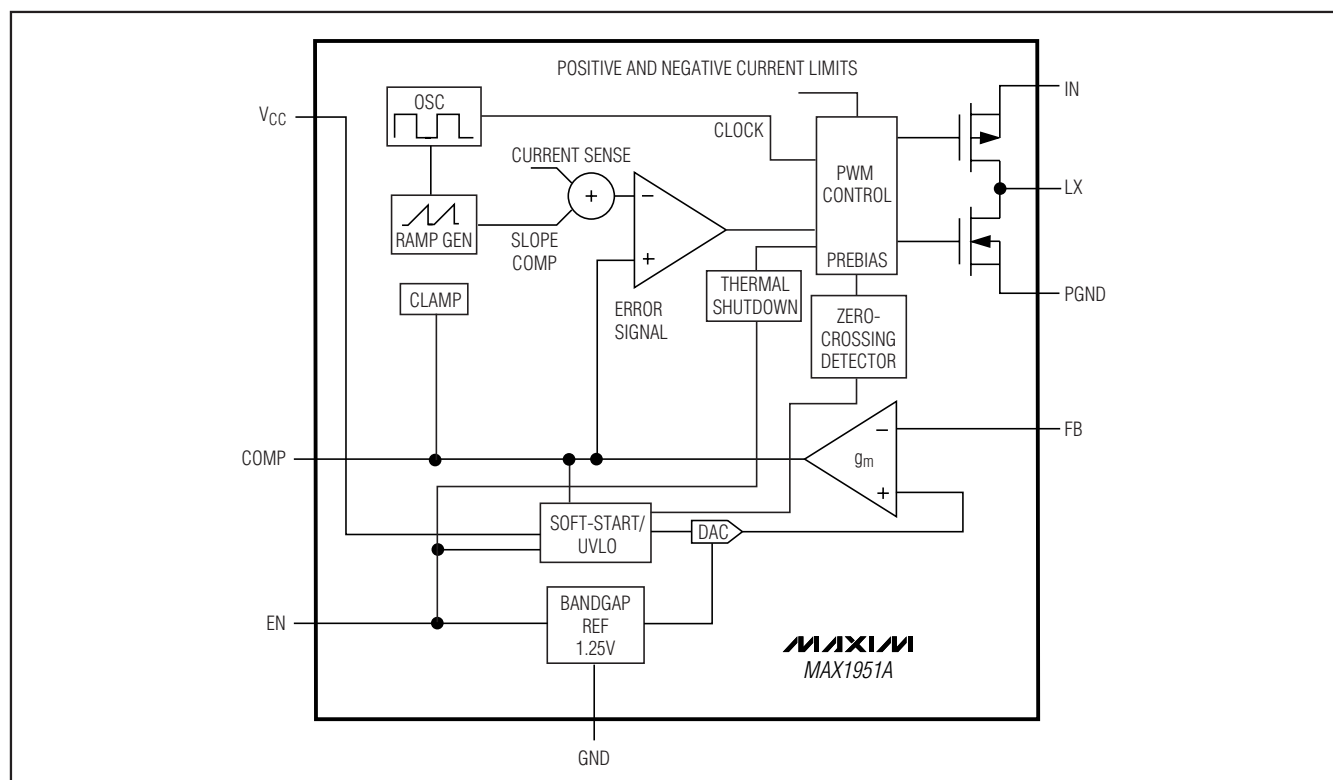 POSITIVE AND NEGATIVE CURRENT LIMITS
IN
OSC
VCC
CLOCK
CURRENT SENSE
+
−
PWM
CONTROL
LX
RAMP GEN
SLOPE
COMP
+
PREBIAS
THERMAL
SHUTDOWN
PGND
CLAMP
ERROR
SIGNAL
ZERO-
CROSSING
DETECTOR
−
FB
COMP
gm
+
SOFT-START/
UVLO
DAC
EN
BANDGAP
REF
1.25V
MAXIM
MAX1951A
GND